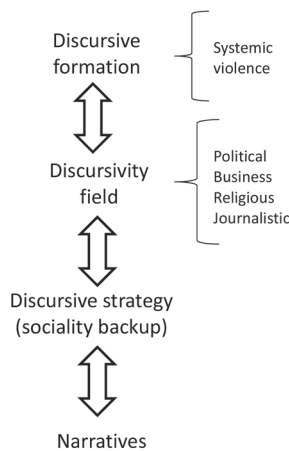 Discursive
formation
Systemic
violence
Discursivity
field
Political
Business
Religious
Journalistic
Discursive strategy
(sociality backup)
Narratives